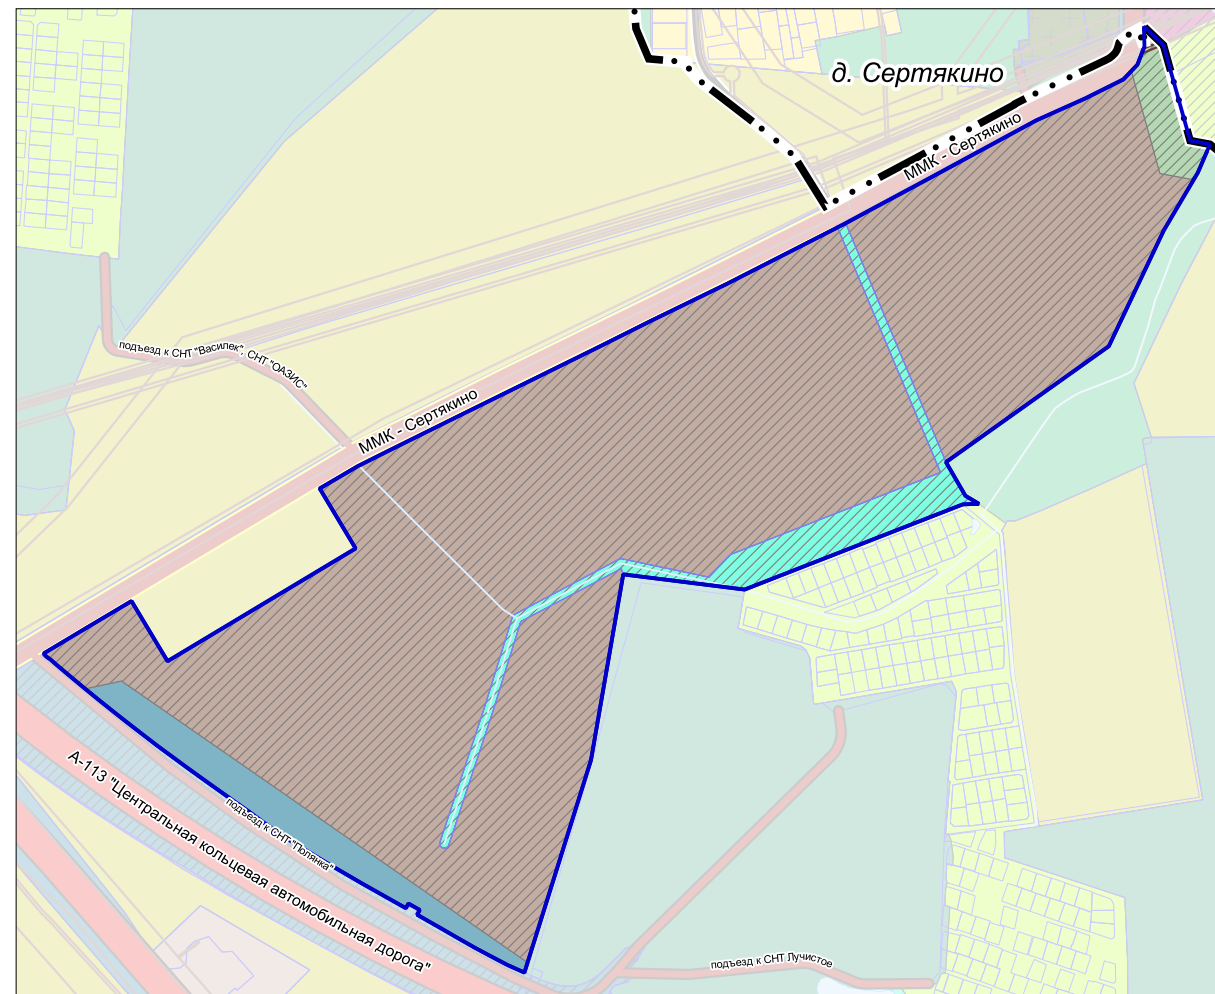 д. Сертякино
ММК - Сертякино
подъезд к СНТ "Василек", СНТ "ОАЗИС"
ММК - Сертякино
подъезд к СНТ "Полянка"
А-113 "Центральная кольцевая автомобильная дорога"
подъезд к СНТ Лучистое